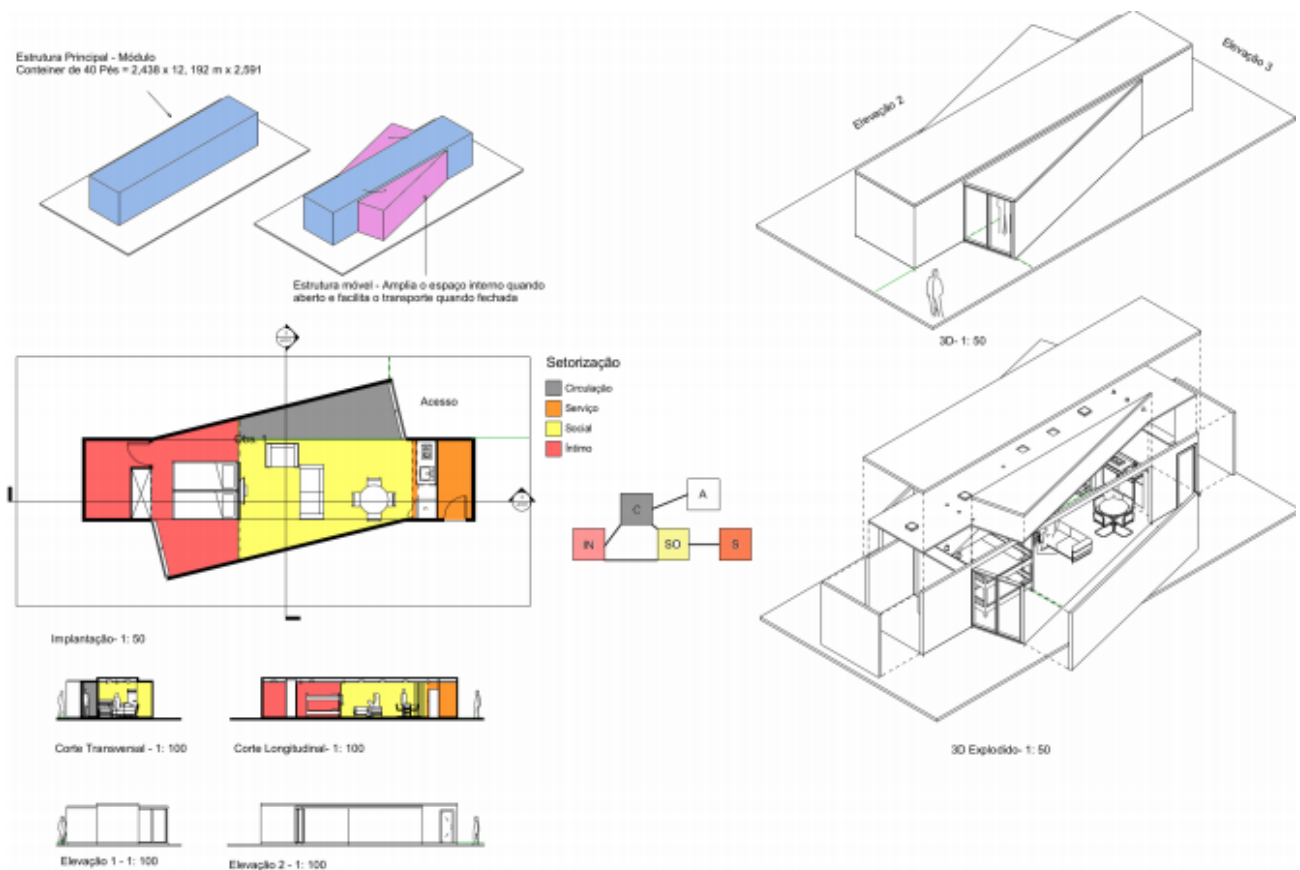 Estrutura Principal - Módulo
Conteiner de 40 Pés = 2,438 x 12, 192 m x 2,591
Estrutura móvel - Amplia o espaço interno quando
aberto e facilita o transporte quando fechada
Elevação 2
Elevação 3
3D- 1: 50
Acesso
Obs. 1
Implantação- 1: 50
Setorização
Circulação
Serviço
Social
Íntimo
A
C
IN
SO
S
Corte Transversal - 1: 100
Corte Longitudinal- 1: 100
3D Explodido- 1: 50
Elevação 1 - 1: 100
Elevação 2 - 1: 100